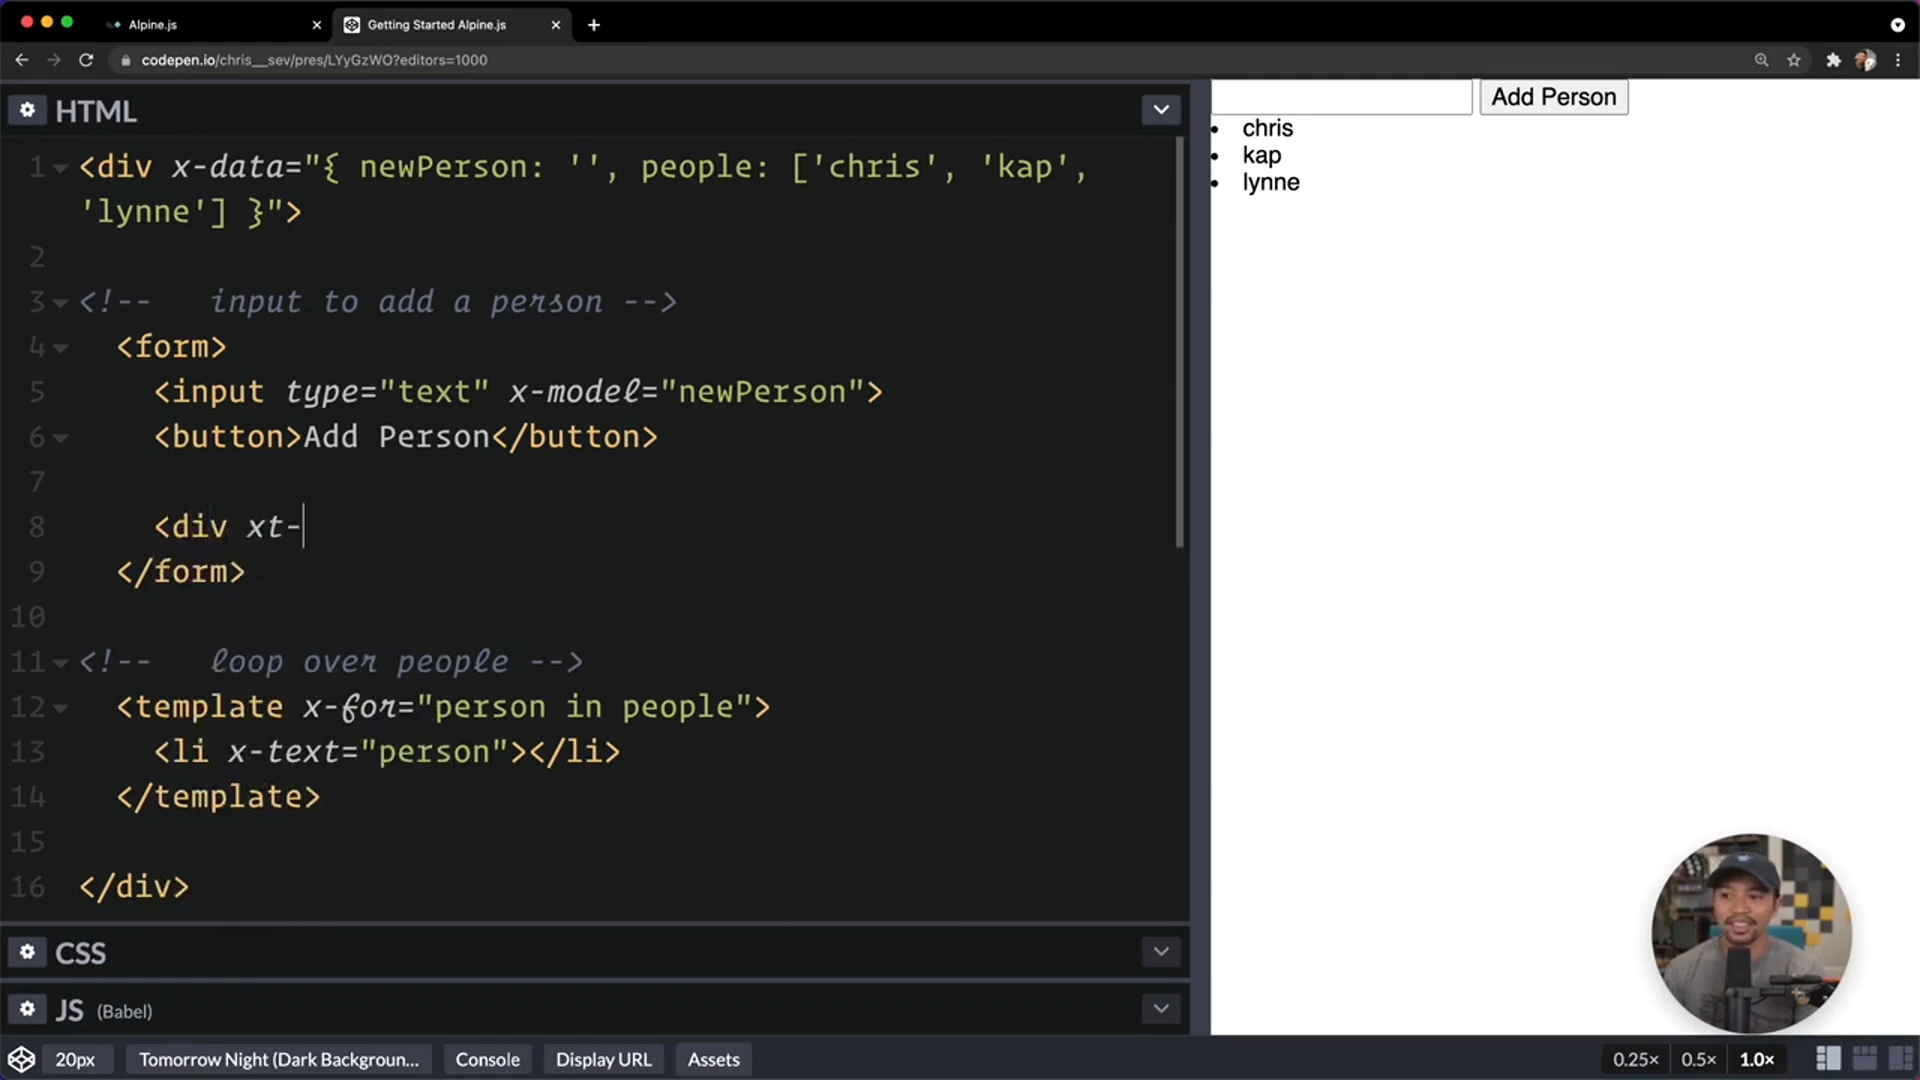 Alpine.js
Getting Started Alpine.js
codepen.io/chris__sev/pres/LYyGzWO?editors=1000
HTML
1 <div x-data="{ newPerson: '', people: ['chris', 'kap',
'lynne'] }">
2
3 <!--   input to add a person -->
4 <form>
5 <input type="text" x-model="newPerson">
6 <button>Add Person</button>
7
8 <div xt-
9 </form>
10
11 <!--   loop over people -->
12 <template x-for="person in people">
13 <li x-text="person"></li>
14 </template>
15
16 </div>
CSS
JS (Babel)
20px Tomorrow Night (Dark Backgroun... Console Display URL Assets
Add Person
chris
kap
lynne
0.25× 0.5× 1.0×